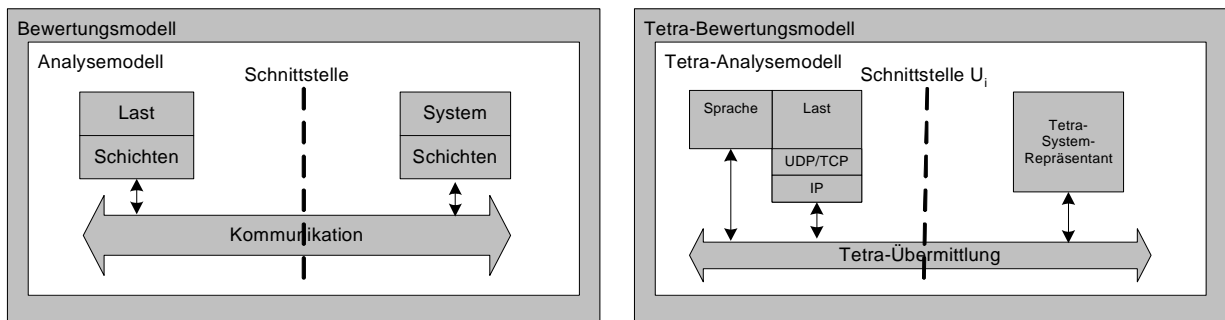 Bewertungsmodell
Analysemodell
Schnittstelle
Last
System
Schichten
Schichten
Kommunikation
Tetra-Bewertungsmodell
Tetra-Analysemodell
Schnittstelle Ui
Sprache
Last
UDP/TCP
IP
Tetra-
System-
Repräsentant
Tetra-Übermittlung